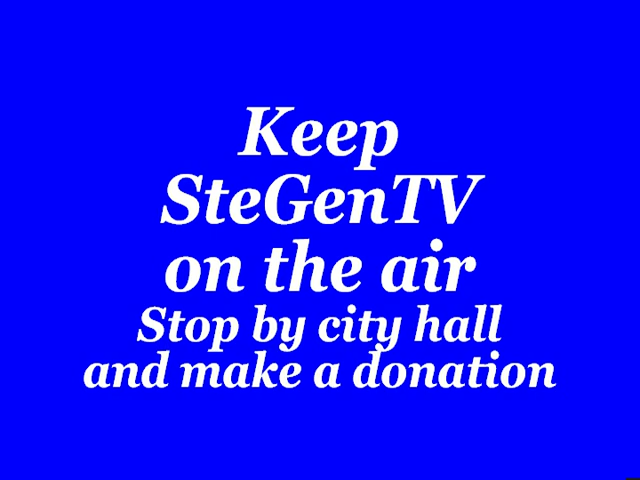 Keep
SteGenTV
on the air
Stop by city hall
and make a donation